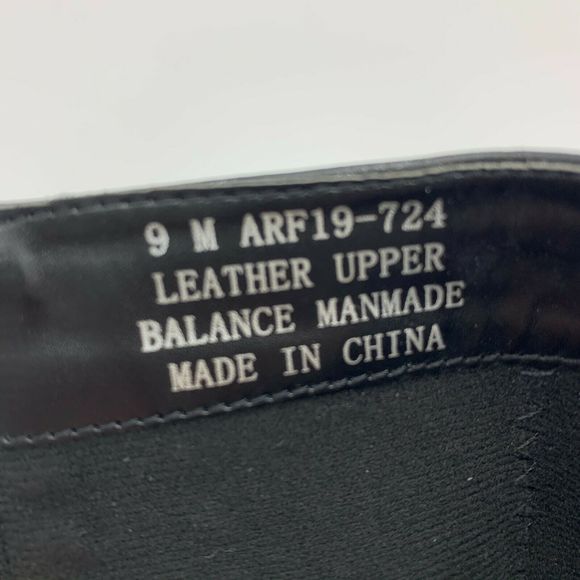 9 M ARF19-724
LEATHER UPPER
BALANCE MANMADE
MADE IN CHINA